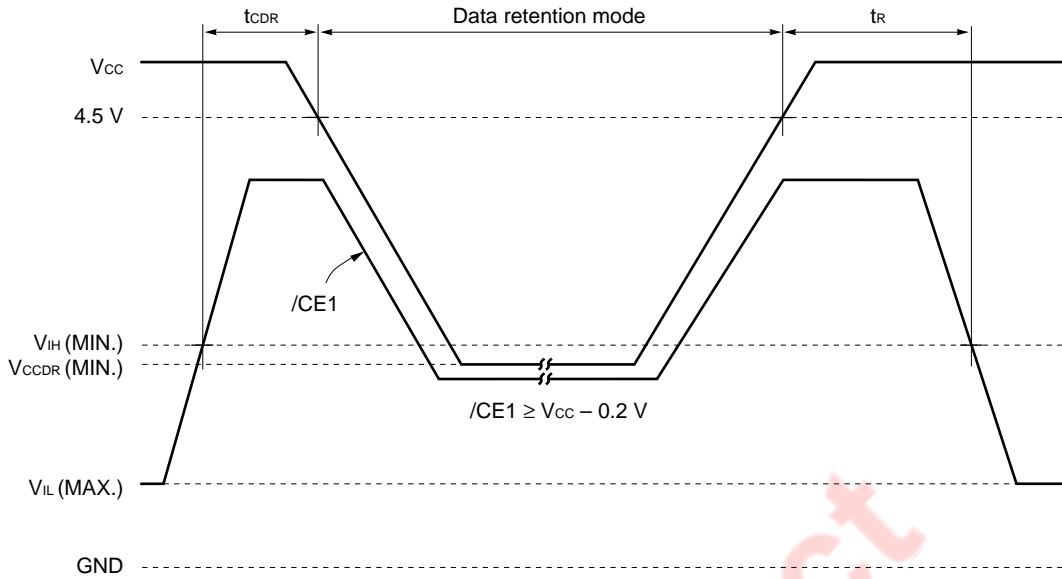 tCDR Data retention mode tR
VCC
4.5 V
/CE1
VIH (MIN.)
VCCDR (MIN.)
/CE1 ≥ VCC – 0.2 V
VIL (MAX.)
GND